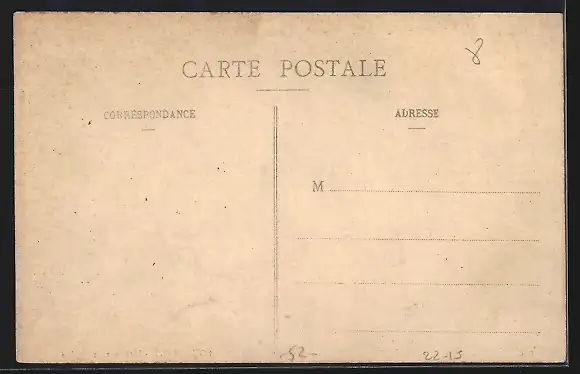 CARTE POSTALE
8
CORRESPONDANCE
ADRESSE
M
52
22-15